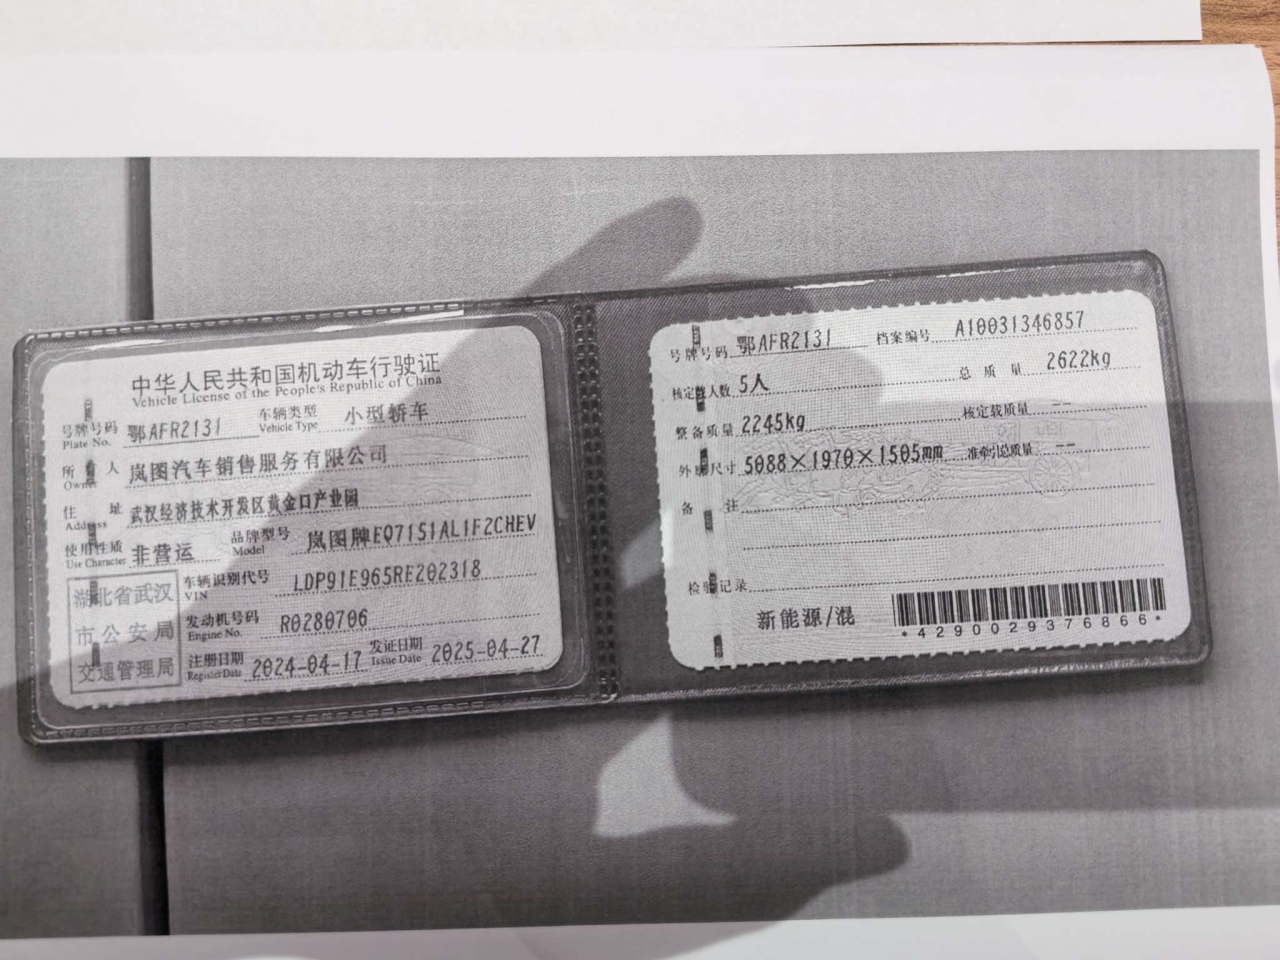 中华人民共和国机动车行驶证
Vehicle License of the People's Republic of China
号牌号码 鄂AFR2131 车辆类型 小型轿车
Plate No. Vehicle Type
所有人 岚图汽车销售服务有限公司
Owner
住址 武汉经济技术开发区黄金口产业园
Address
使用性质 非营运 品牌型号 岚图牌EQ7151AL1F2CHEV
Use Character Model
湖北省武汉
市公安局
交通管理局
车辆识别代号 LDP91E965RE202318
VIN
发动机号码 R0280706
Engine No.
注册日期 2024-04-17 发证日期 2025-04-27
Register Date Issue Date
号牌号码 鄂AFR2131 档案编号 A10031346857
核定载人数 5人 总质量 2622kg
整备质量 2245kg 核定载质量 --
外廓尺寸 5088×1970×1505mm 准牵引总质量 --
备注
检验记录
新能源/混
*4290029376866*